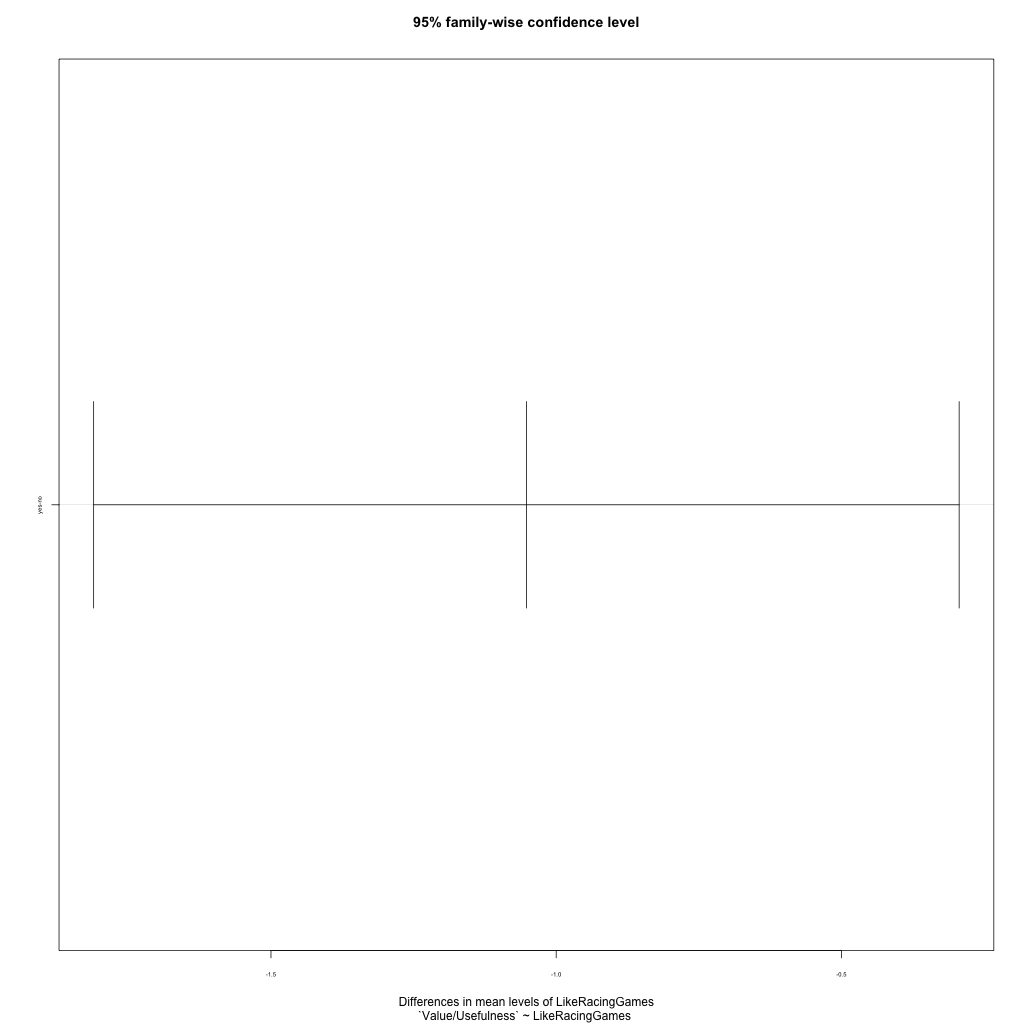 95% family-wise confidence level
yes-no
-1.5
-1.0
-0.5
Differences in mean levels of LikeRacingGames
`Value/Usefulness` ~ LikeRacingGames